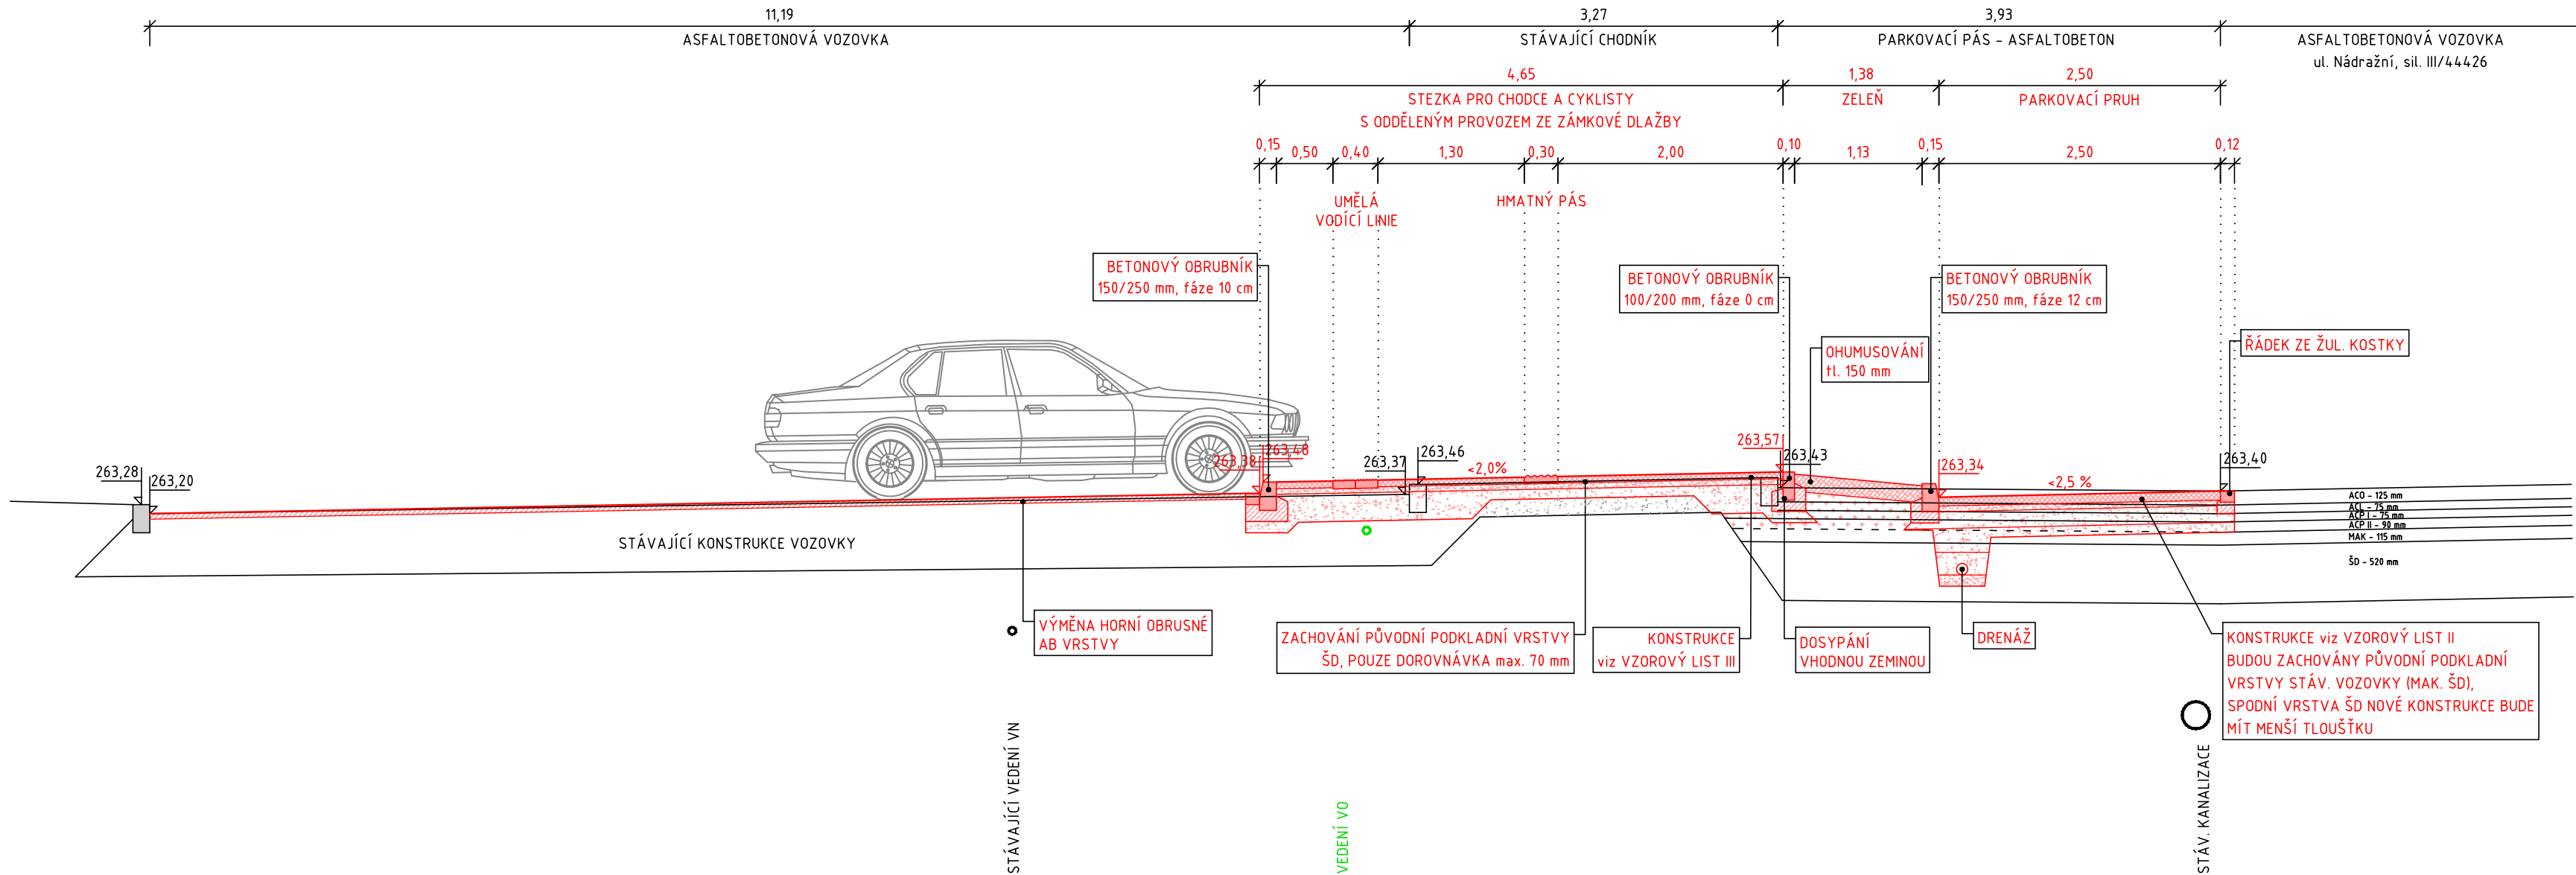 11,19
3,27
3,93
ASFALTOBETONOVÁ VOZOVKA
STÁVAJÍCÍ CHODNÍK
PARKOVACÍ PÁS - ASFALTOBETON
ASFALTOBETONOVÁ VOZOVKA
ul. Nádražní, sil. III/44426
4,65
1,38
2,50
STEZKA PRO CHODCE A CYKLISTY
S ODDĚLENÝM PROVOZEM ZE ZÁMKOVÉ DLAŽBY
ZELEŇ
PARKOVACÍ PRUH
0,15
0,50
0,40
1,30
0,30
2,00
0,10
1,13
0,15
2,50
0,12
UMĚLÁ
VODÍCÍ LINIE
HMATNÝ PÁS
BETONOVÝ OBRUBNÍK
150/250 mm, fáze 10 cm
BETONOVÝ OBRUBNÍK
100/200 mm, fáze 0 cm
BETONOVÝ OBRUBNÍK
150/250 mm, fáze 12 cm
OHUMUSOVÁNÍ
tl. 150 mm
ŘÁDEK ZE ŽUL. KOSTKY
263,28
263,20
263,38
263,48
263,37
263,46
<2,0%
263,57
263,43
263,34
<2,5 %
263,40
ACO - 125 mm
ACL - 75 mm
ACP I - 75 mm
ACP II - 90 mm
MAK - 115 mm
ŠD - 520 mm
STÁVAJÍCÍ KONSTRUKCE VOZOVKY
VÝMĚNA HORNÍ OBRUSNÉ
AB VRSTVY
ZACHOVÁNÍ PŮVODNÍ PODKLADNÍ VRSTVY
ŠD, POUZE DOROVNÁVKA max. 70 mm
KONSTRUKCE
viz VZOROVÝ LIST III
DOSYPÁNÍ
VHODNOU ZEMINOU
DRENÁŽ
KONSTRUKCE viz VZOROVÝ LIST II
BUDOU ZACHOVÁNY PŮVODNÍ PODKLADNÍ
VRSTVY STÁV. VOZOVKY (MAK. ŠD),
SPODNÍ VRSTVA ŠD NOVÉ KONSTRUKCE BUDE
MÍT MENŠÍ TLOUŠŤKU
STÁVAJÍCÍ VEDENÍ VN
VEDENÍ VO
STÁV. KANALIZACE